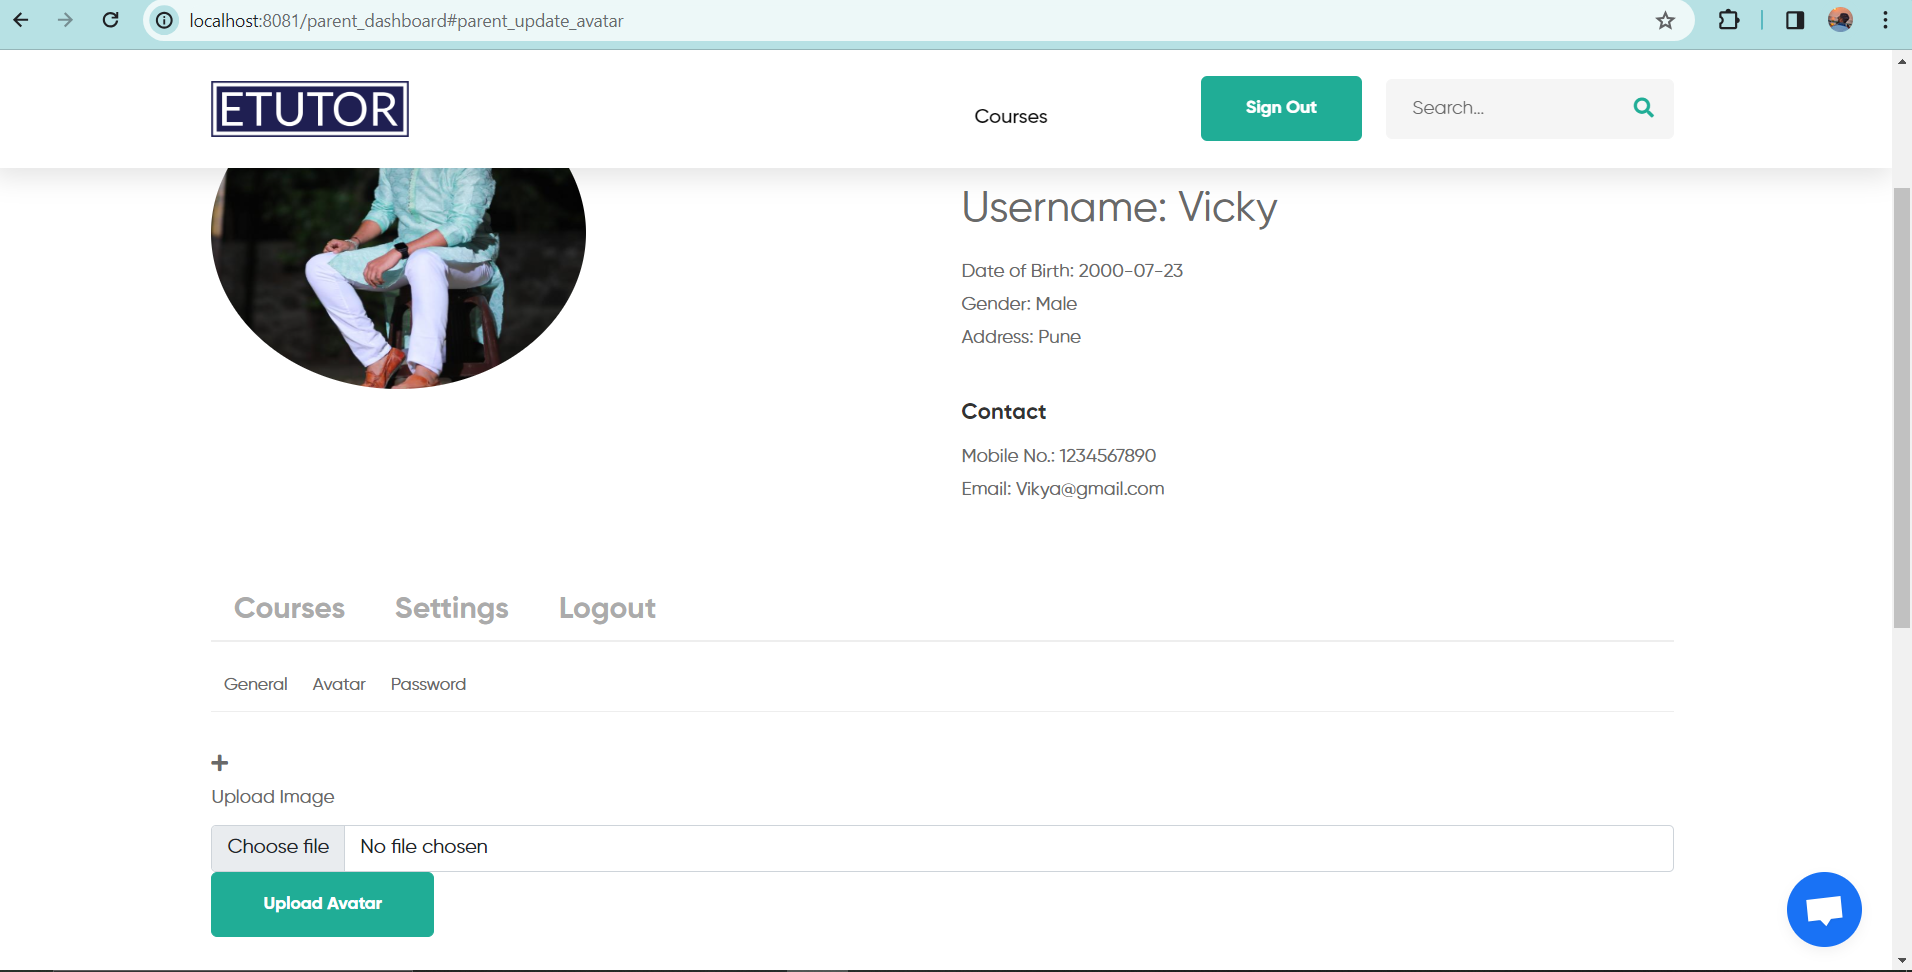 localhost:8081/parent_dashboard#parent_update_avatar
ETUTOR
Courses
Sign Out
Search...
Username: Vicky
Date of Birth: 2000-07-23
Gender: Male
Address: Pune
Contact
Mobile No.: 1234567890
Email: Vikya@gmail.com
Courses Settings Logout
General Avatar Password
+
Upload Image
Choose file No file chosen
Upload Avatar